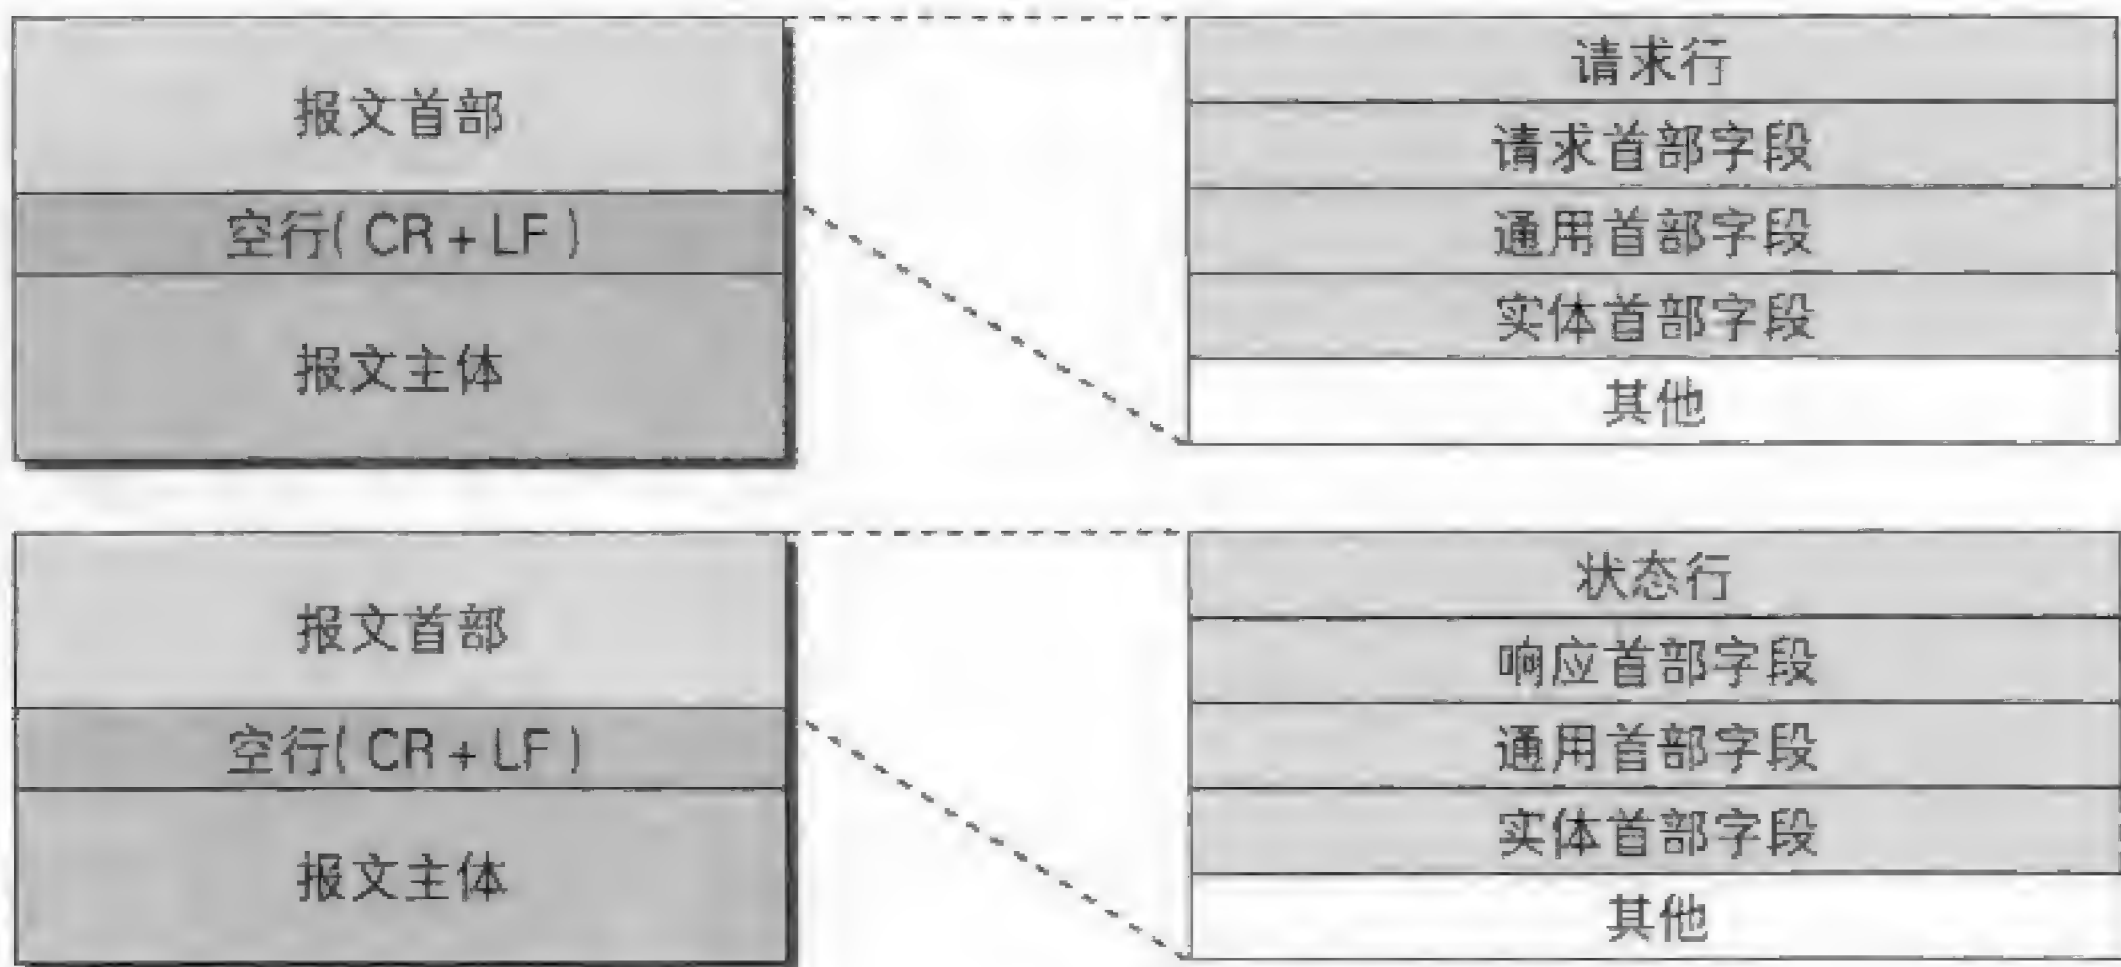 报文首部
空行( CR + LF )
报文主体
请求行
请求首部字段
通用首部字段
实体首部字段
其他
报文首部
空行( CR + LF )
报文主体
状态行
响应首部字段
通用首部字段
实体首部字段
其他